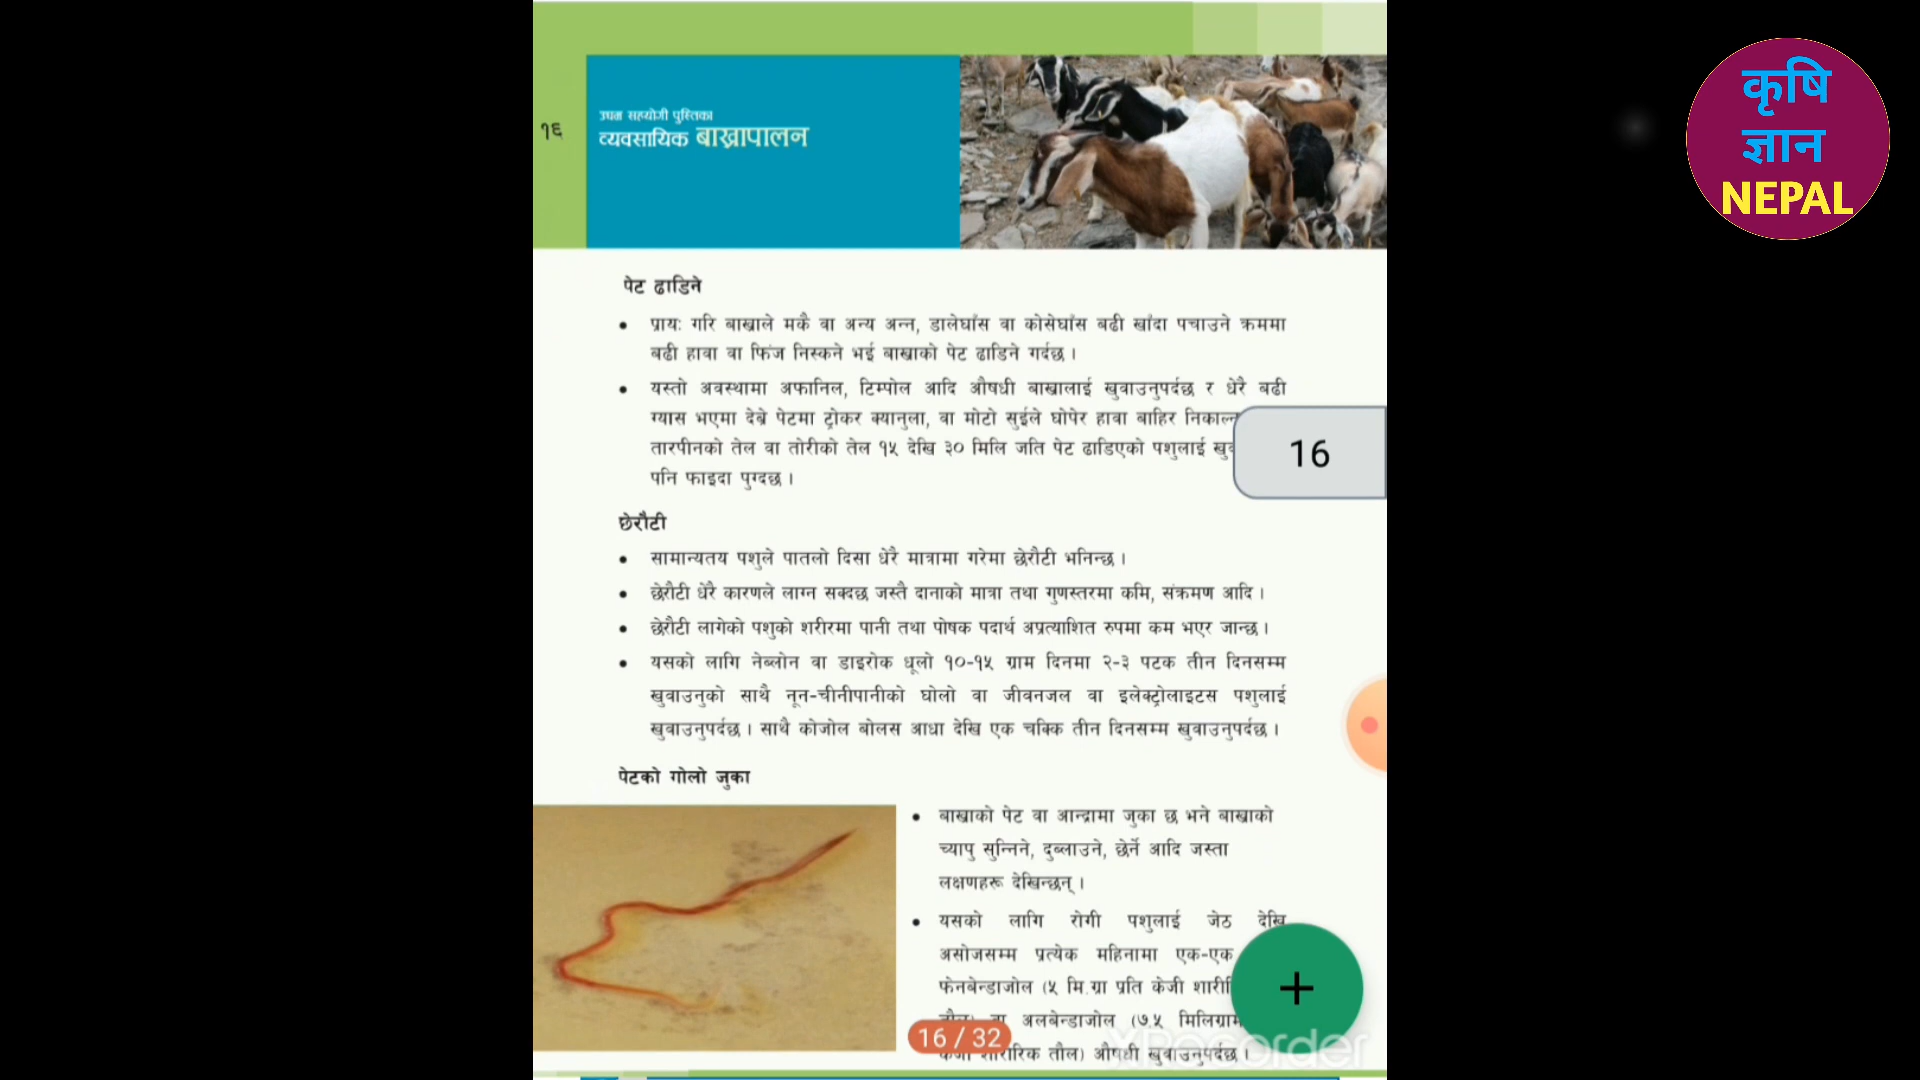 १६
उपज सहयोगी पुस्तिका
व्यवसायिक बाख्रापालन
कृषि
ज्ञान
NEPAL
पेट ढाडिने
• प्रायः गरि बाख्राले मकै वा अन्य अन्न, डालेघाँस वा कोसेघाँस बढी खाँदा पचाउने क्रममा
बढी हावा वा फिंज निस्कने भई बाख्राको पेट ढाडिने गर्दछ ।
• यस्तो अवस्थामा अफानिल, टिम्पोल आदि औषधी बाख्रालाई खुवाउनुपर्दछ र धेरै बढी
ग्यास भएमा देब्रे पेटमा ट्रोकर क्यानुला, वा मोटो सुईले घोपेर हावा बाहिर
तारपीनको तेल वा तोरीको तेल १५ देखि ३० मिलि जति पेट ढाडिएको पशुलाई
पनि फाइदा पुग्दछ ।
16
छेरौटी
• सामान्यतय पशुले पातलो दिसा धेरै मात्रामा गरेमा छेरौटी भनिन्छ ।
• छेरौटी धेरै कारणले लाग्न सक्दछ जस्तै दानाको मात्रा तथा गुणस्तरमा कमि, संक्रमण आदि ।
• छेरौटी लागेको पशुको शरीरमा पानी तथा पोषक पदार्थ अप्रत्याशित रुपमा कम भएर जान्छ ।
• यसको लागि नेब्लोन वा डाइरोक धूलो १०-१५ ग्राम दिनमा २-३ पटक तीन दिनसम्म
खुवाउनुको साथै नून-चीनीपानीको घोलो वा जीवनजल वा इलेक्ट्रोलाइटस पशुलाई
खुवाउनुपर्दछ । साथै कोजोल बोलस आधा देखि एक चक्कि तीन दिनसम्म खुवाउनुपर्दछ ।
पेटको गोलो जुका
• बाख्राको पेट वा आन्द्रामा जुका छ भने बाख्राको
च्यापु सुन्निने, दुब्लाउने, छेर्ने आदि जस्ता
लक्षणहरू देखिन्छन् ।
• यसको लागि रोगी पशुलाई जेठ देखि
असोजसम्म प्रत्येक महिनामा एक-एक
फेनबेन्डाजोल (५ मि.ग्रा प्रति केजी
वा अलबेन्डाजोल (७.५ मिलिग्राम
शारीरिक तौल) औषधी खुवाउनुपर्दछ ।
16 / 32
+
XRecorder